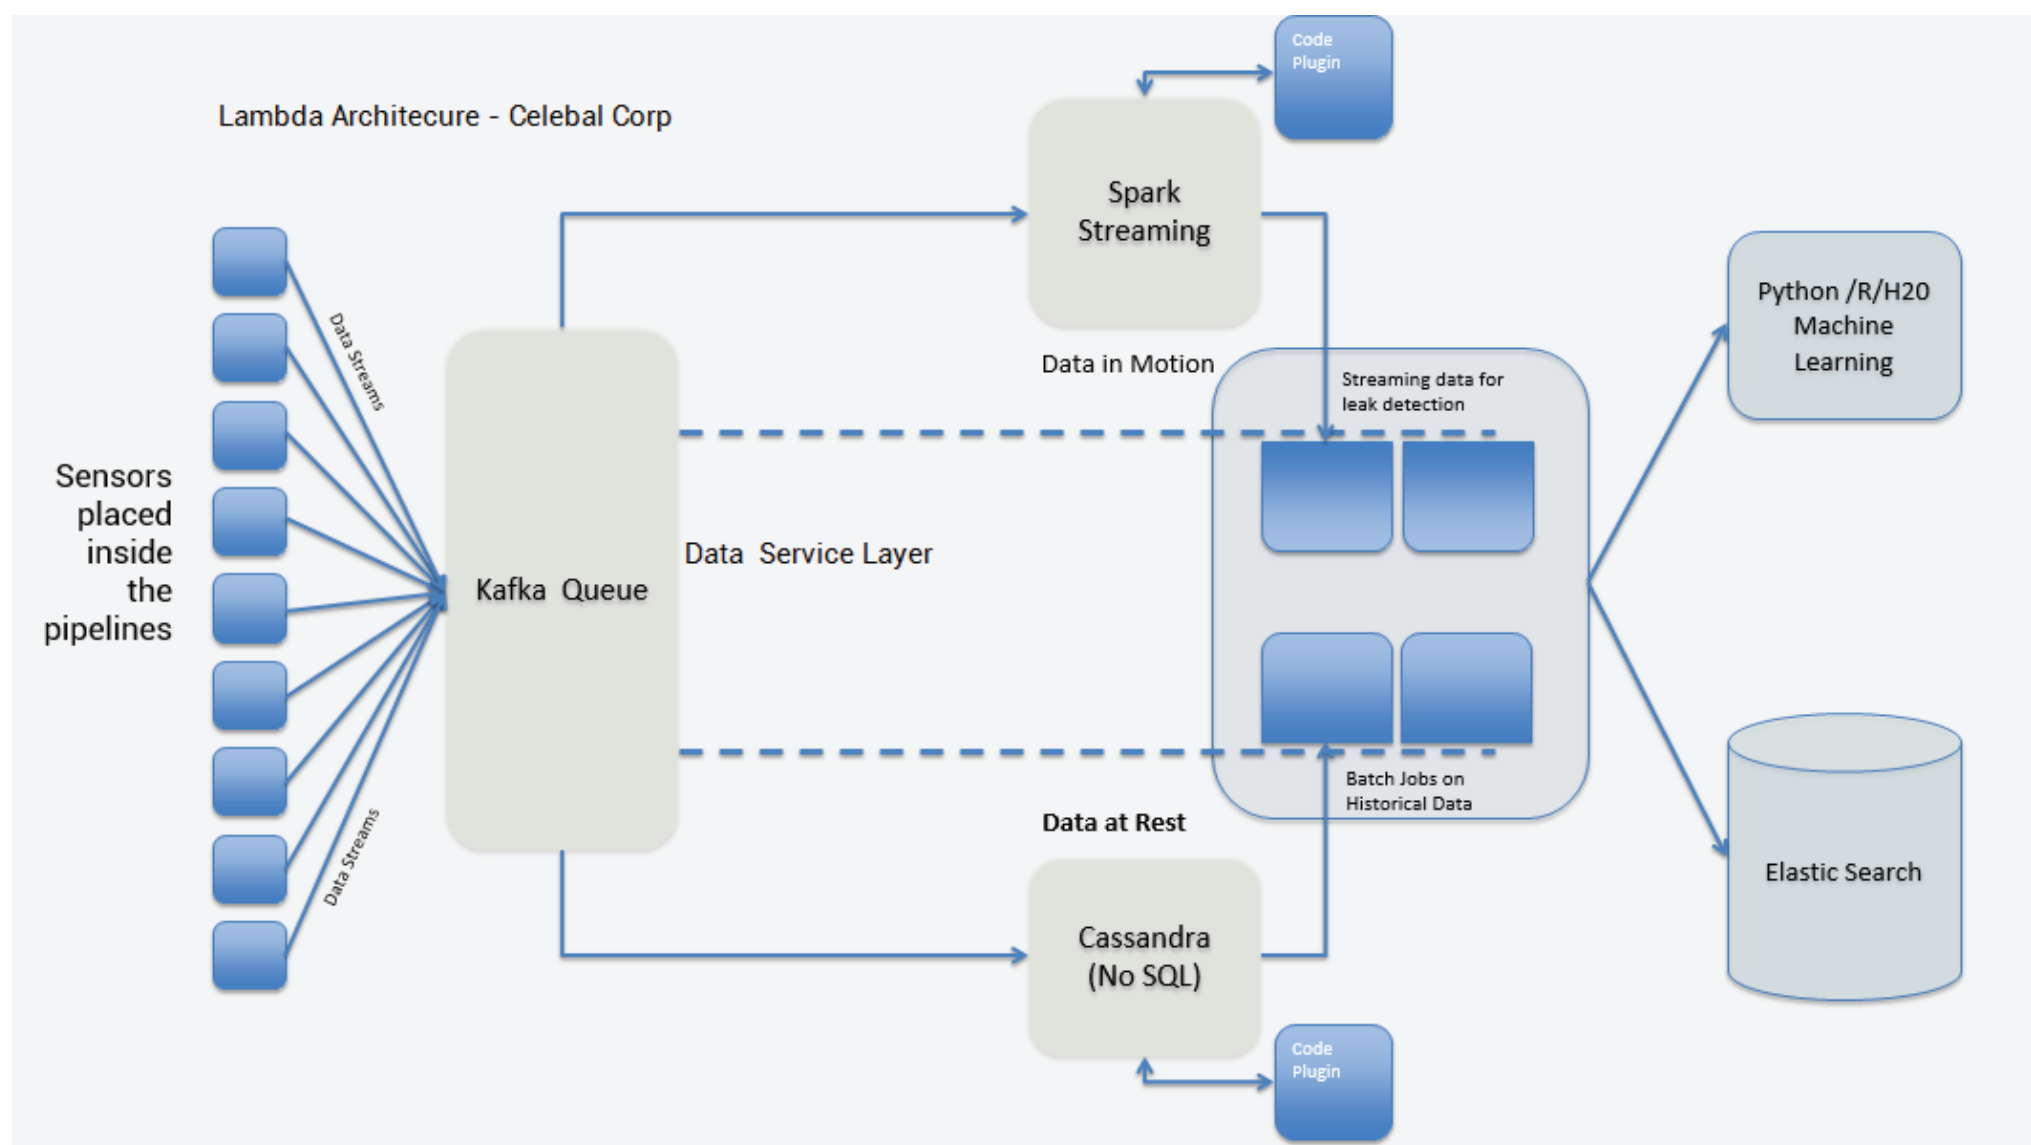 Code
Plugin
Lambda Architecure - Celebal Corp
Spark
Streaming
Data Streams
Python /R/H20
Machine
Learning
Data in Motion
Streaming data for
leak detection
Sensors
placed
inside
the
pipelines
Data  Service Layer
Kafka  Queue
Batch Jobs on
Historical Data
Data at Rest
Data Streams
Elastic Search
Cassandra
(No SQL)
Code
Plugin